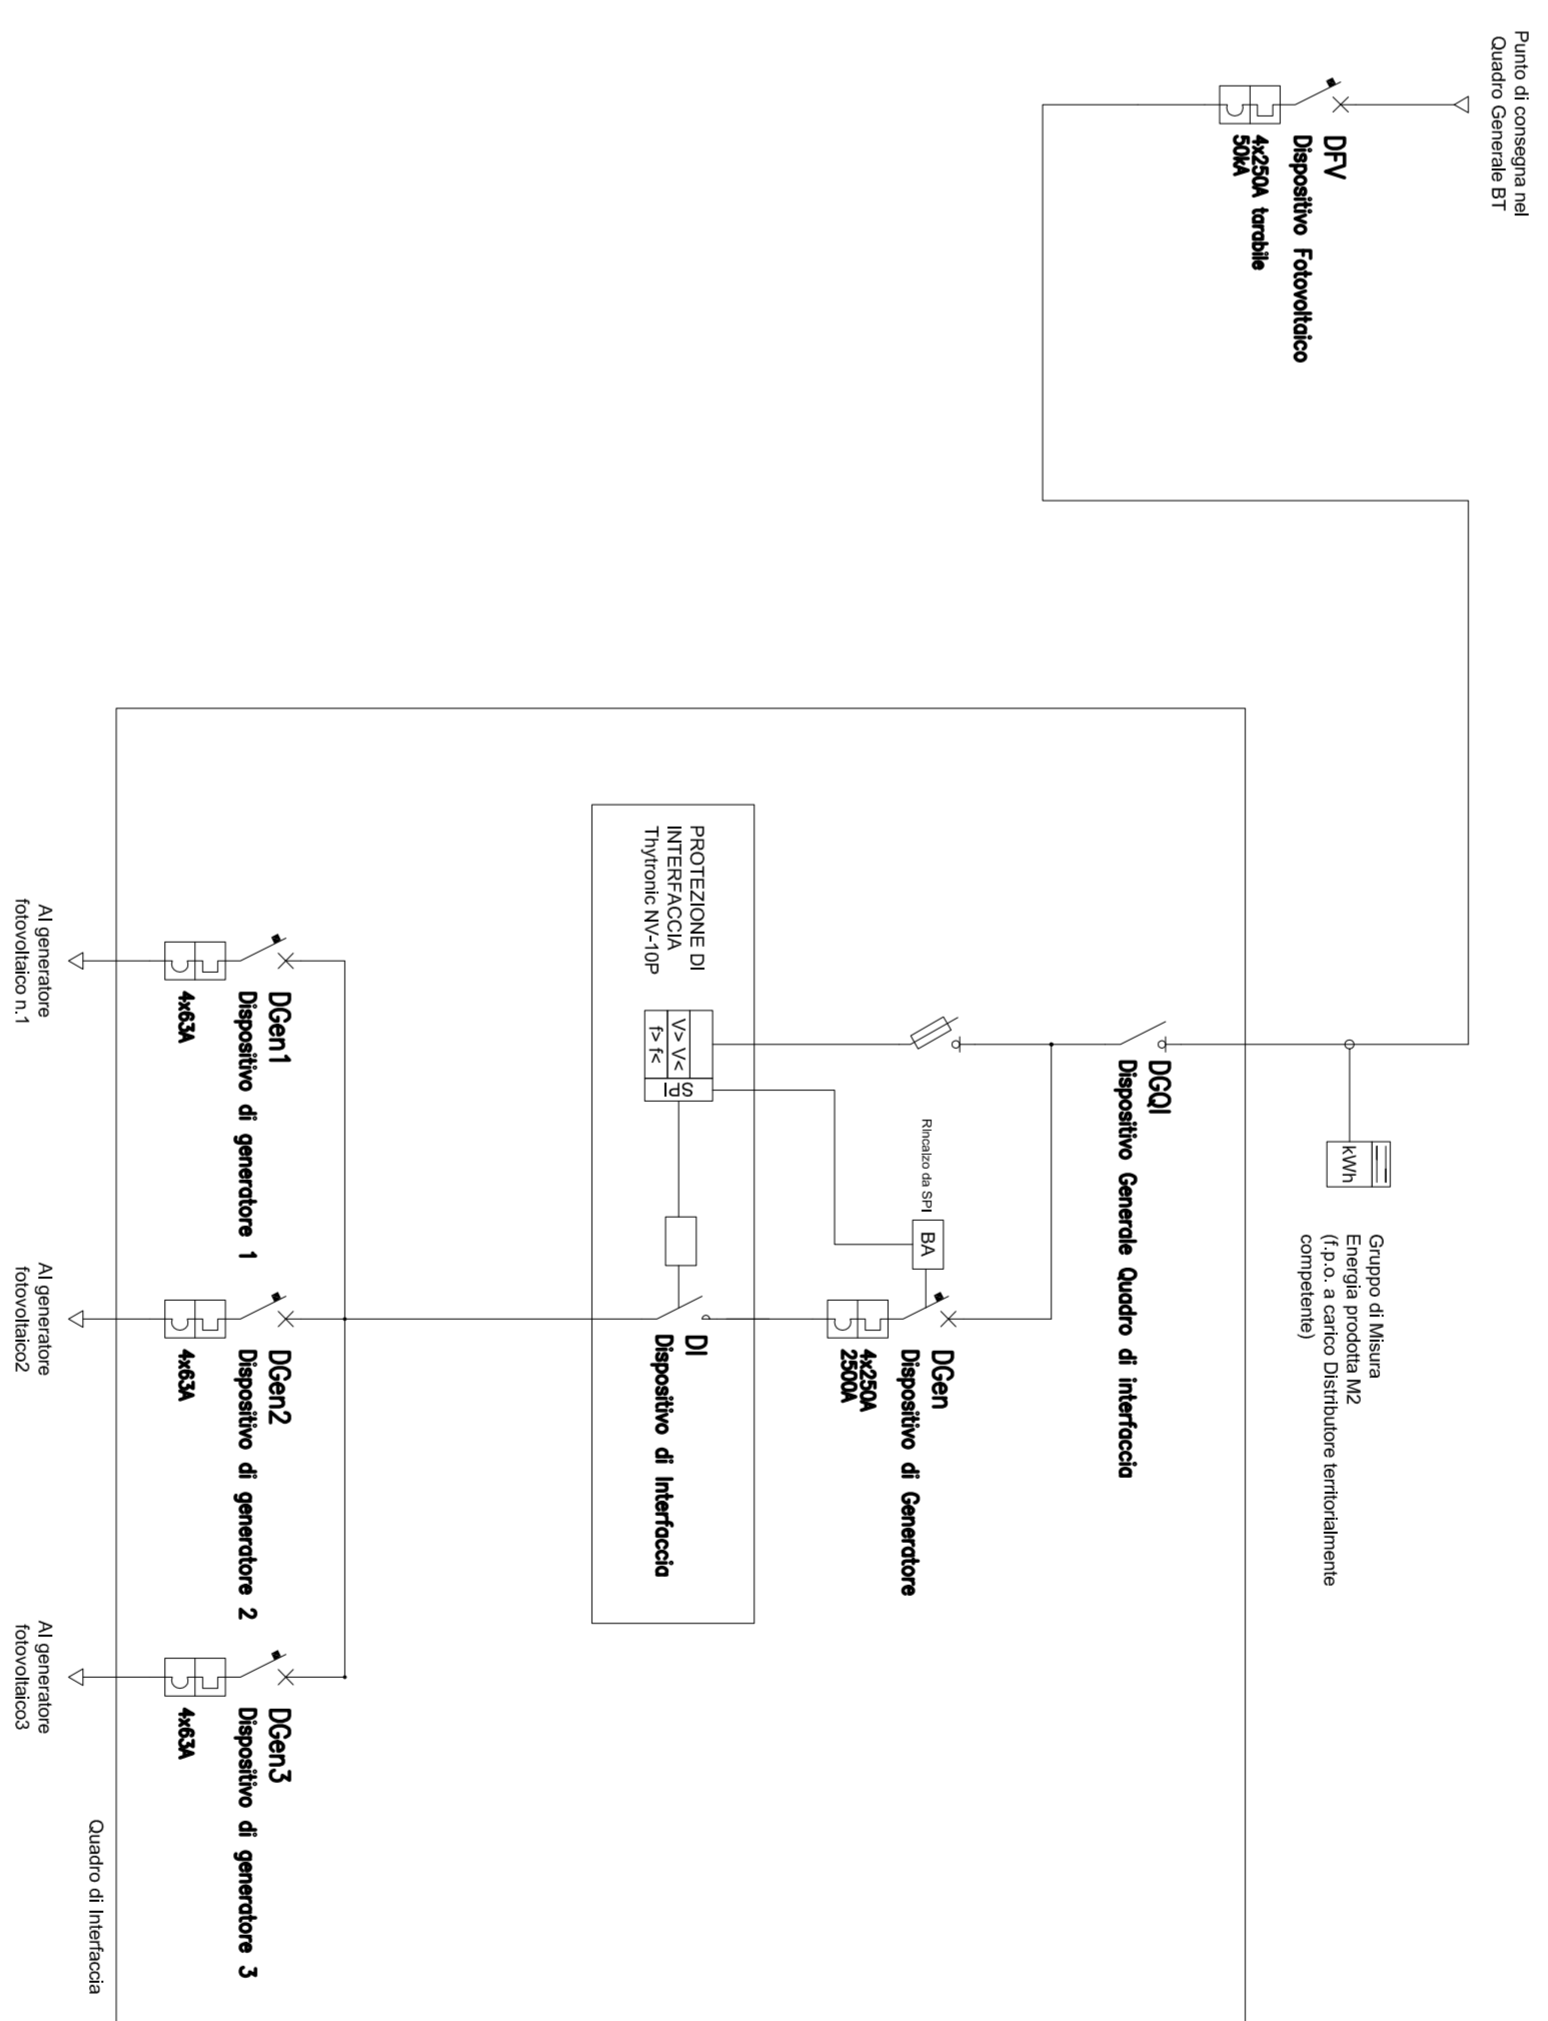 Punto di consegna nel
Quadro Generale BT
DFV
Dispositivo Fotovoltaico
4x250A tarabile
50kA
kWh
Gruppo di Misura
Energia prodotta M2
(f.p.o. a carico Distributore territorialmente
competente)
DGQI
Dispositivo Generale Quadro di interfaccia
Rincalzo da SPI
BA
DGen
Dispositivo di Generatore
4x250A
2500A
PROTEZIONE DI
INTERFACCIA
Thytronic NV-10P
V> V<
f> f<
SPI
DI
Dispositivo di Interfaccia
DGen1
Dispositivo di generatore 1
4x63A
DGen2
Dispositivo di generatore 2
4x63A
DGen3
Dispositivo di generatore 3
4x63A
Al generatore
fotovoltaico n.1
Al generatore
fotovoltaico2
Al generatore
fotovoltaico3
Quadro di Interfaccia